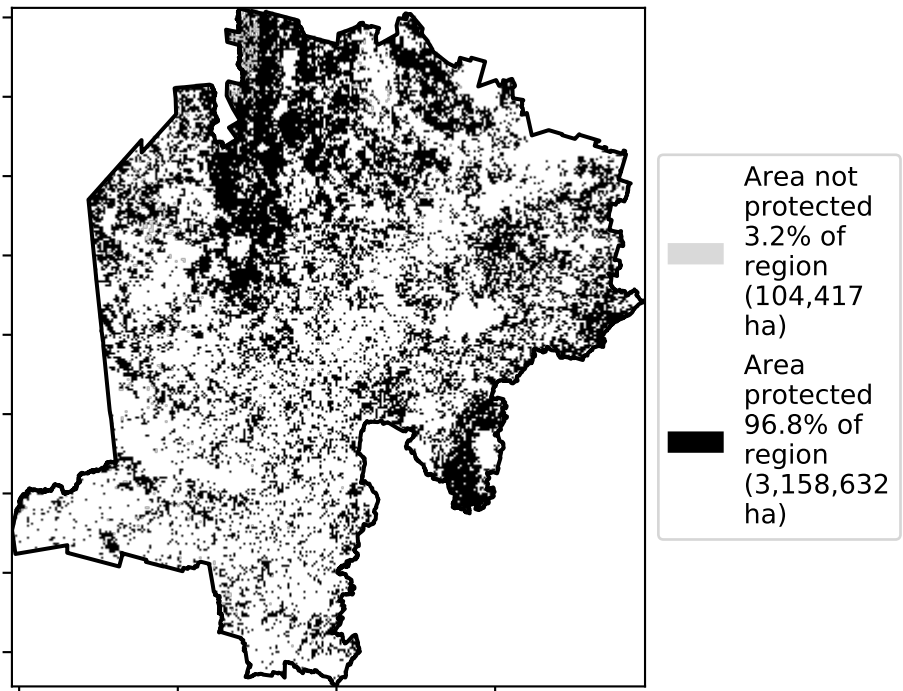 Area not
protected
3.2% of
region
(104,417
ha)
Area
protected
96.8% of
region
(3,158,632
ha)